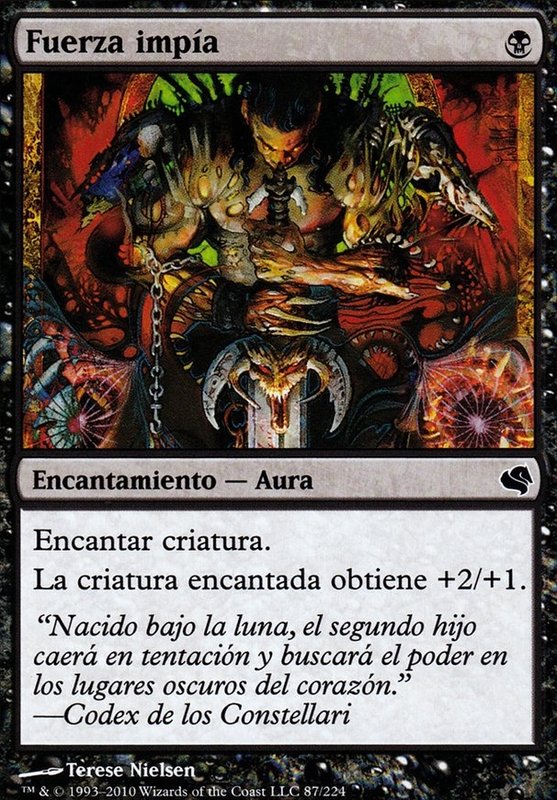 Fuerza impía
Encantamiento — Aura
Encantar criatura.
La criatura encantada obtiene +2/+1.
“Nacido bajo la luna, el segundo hijo
caerá en tentación y buscará el poder en
los lugares oscuros del corazón.”
—Codex de los Constellari
Terese Nielsen
™ & © 1993–2010 Wizards of the Coast LLC 87/224